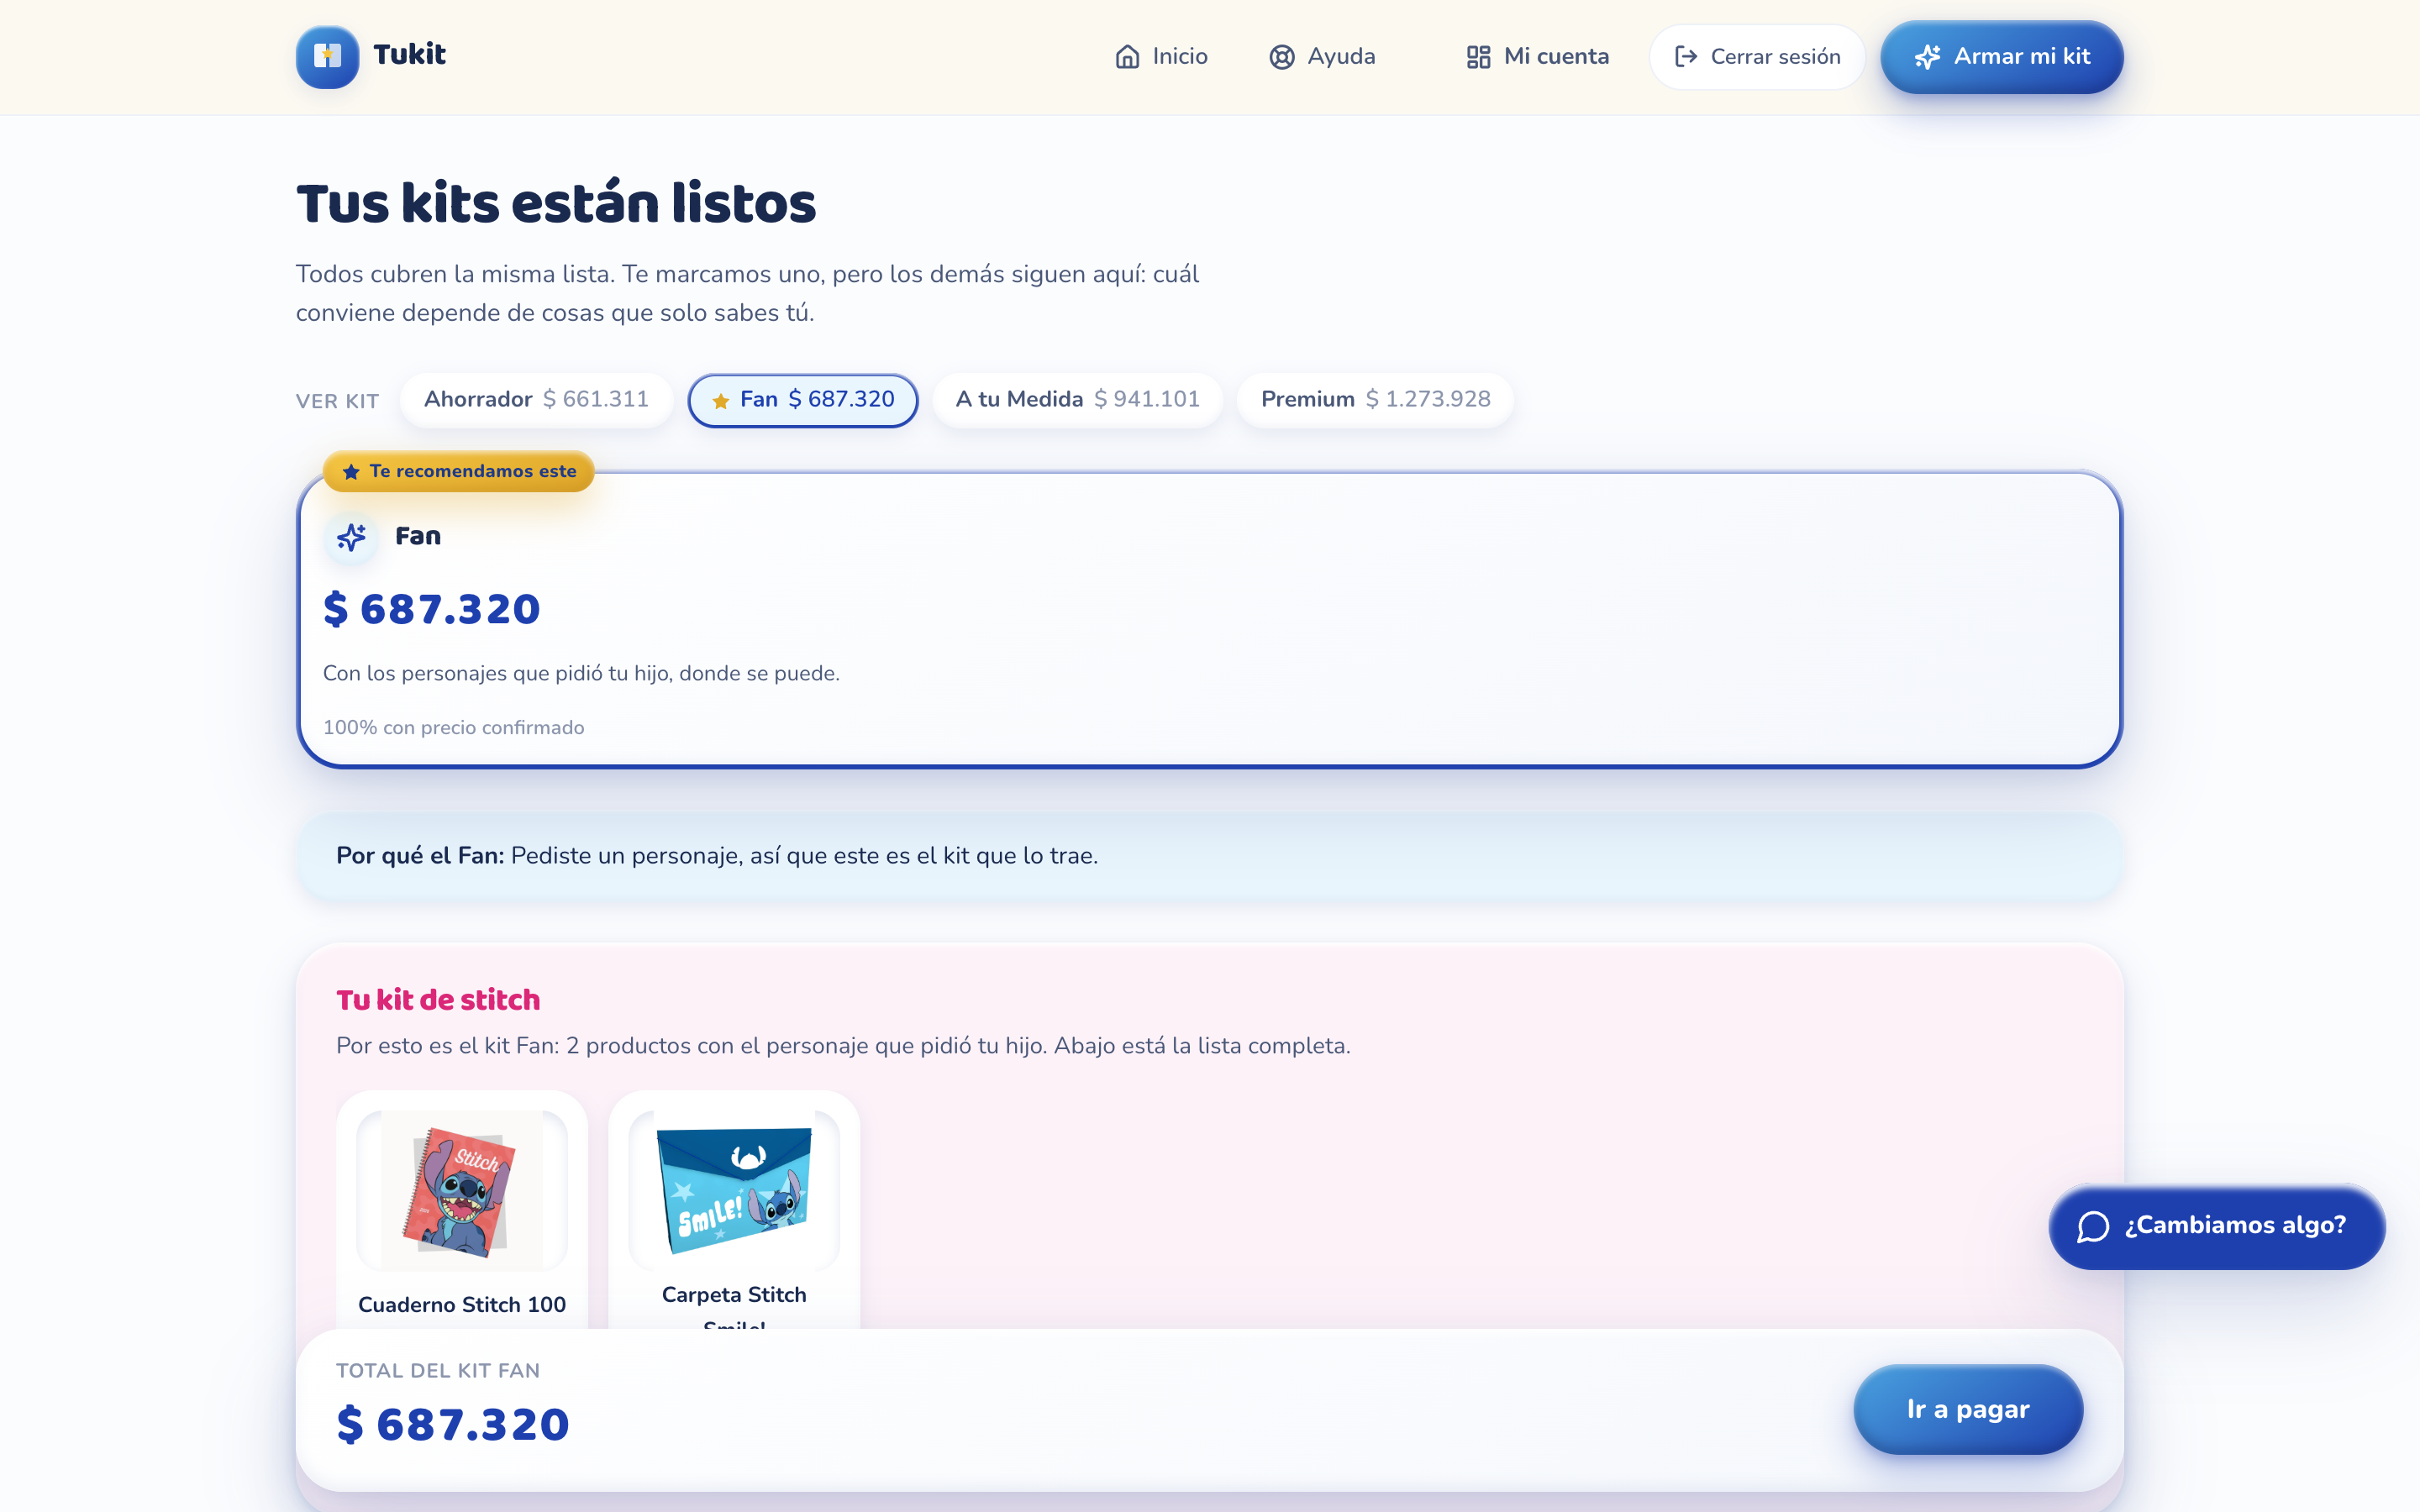 Tukit
Inicio
Ayuda
Mi cuenta
Cerrar sesión
Armar mi kit
Tus kits están listos
Todos cubren la misma lista. Te marcamos uno, pero los demás siguen aquí: cuál
conviene depende de cosas que solo sabes tú.
VER KIT
Ahorrador $ 661.311
Fan $ 687.320
A tu Medida $ 941.101
Premium $ 1.273.928
Te recomendamos este
Fan
$ 687.320
Con los personajes que pidió tu hijo, donde se puede.
100% con precio confirmado
Por qué el Fan: Pediste un personaje, así que este es el kit que lo trae.
Tu kit de stitch
Por esto es el kit Fan: 2 productos con el personaje que pidió tu hijo. Abajo está la lista completa.
Stitch
SMILE!
Cuaderno Stitch 100
Carpeta Stitch
Smile!
¿Cambiamos algo?
TOTAL DEL KIT FAN
$ 687.320
Ir a pagar